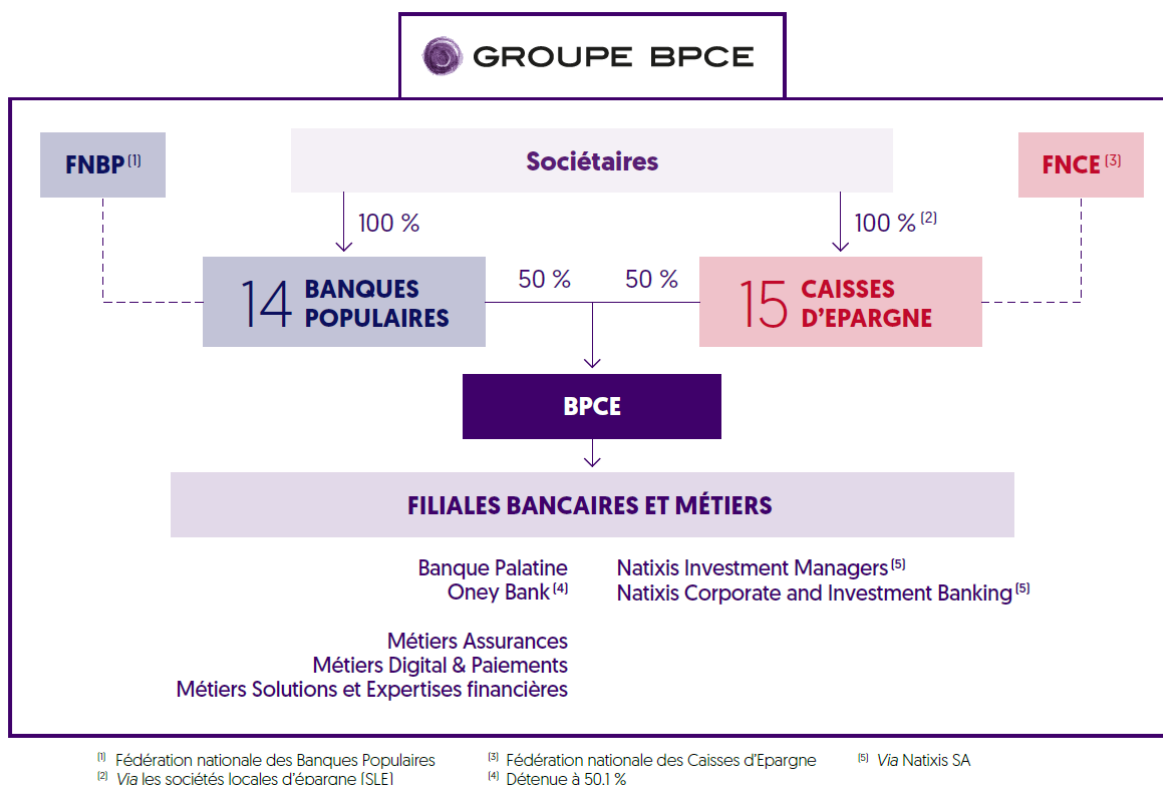 GROUPE BPCE
FNBP (1)
Sociétaires
FNCE (3)
100 %
100 % (2)
14 BANQUES POPULAIRES
50 %
50 %
15 CAISSES D'EPARGNE
BPCE
FILIALES BANCAIRES ET MÉTIERS
Banque Palatine
Oney Bank (4)
Natixis Investment Managers (5)
Natixis Corporate and Investment Banking (5)
Métiers Assurances
Métiers Digital & Paiements
Métiers Solutions et Expertises financières
(1) Fédération nationale des Banques Populaires
(2) Via les sociétés locales d'épargne (SLE)
(3) Fédération nationale des Caisses d'Epargne
(4) Détenue à 50.1 %
(5) Via Natixis SA